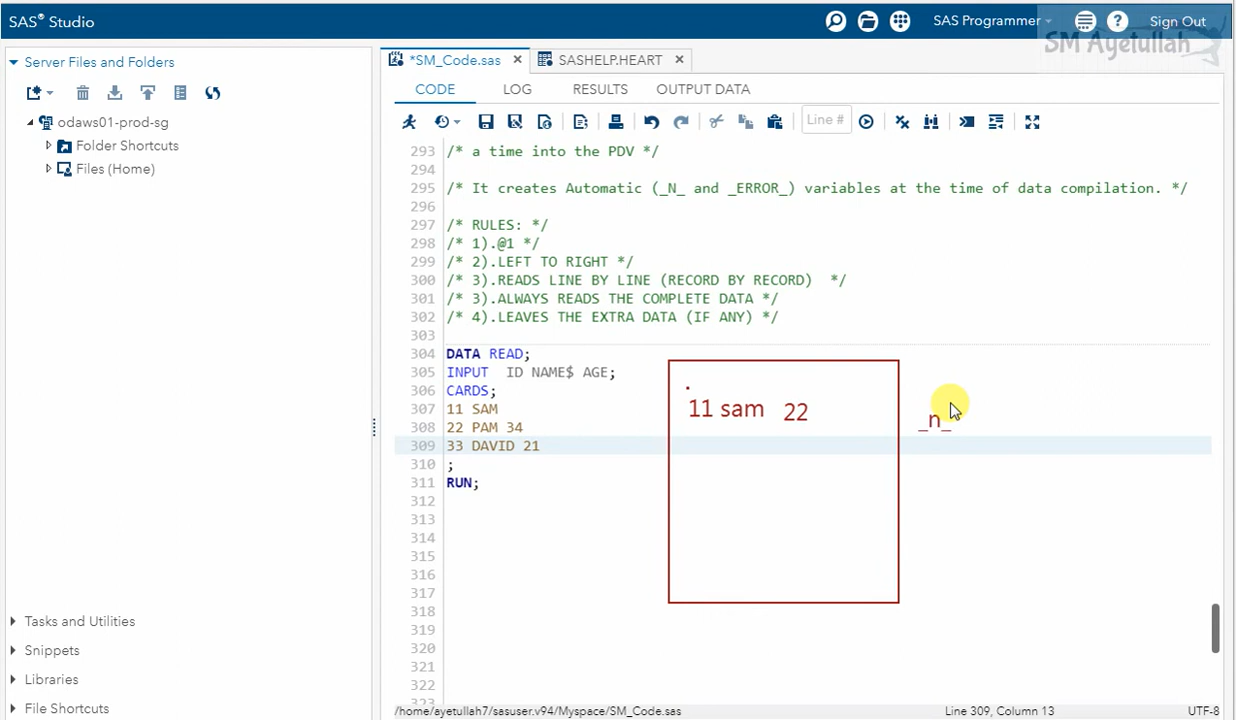 SAS® Studio
SAS Programmer
Sign Out
SM Ayetullah
Server Files and Folders
*SM_Code.sas
SASHELP.HEART
CODE
LOG
RESULTS
OUTPUT DATA
odaws01-prod-sg
Folder Shortcuts
Files (Home)
Line #
293 /* a time into the PDV */
294
295 /* It creates Automatic (_N_ and _ERROR_) variables at the time of data compilation. */
296
297 /* RULES: */
298 /* 1).@1 */
299 /* 2).LEFT TO RIGHT */
300 /* 3).READS LINE BY LINE (RECORD BY RECORD)  */
301 /* 3).ALWAYS READS THE COMPLETE DATA */
302 /* 4).LEAVES THE EXTRA DATA (IF ANY) */
303
304 DATA READ;
305 INPUT  ID NAME$ AGE;
306 CARDS;
307 11 SAM
308 22 PAM 34
309 33 DAVID 21
310 ;
311 RUN;
312
313
314
315
316
317
318
319
320
321
322
323
.
11 sam 22
_n_
Tasks and Utilities
Snippets
Libraries
File Shortcuts
/home/ayetullah7/sasuser.v94/Myspace/SM_Code.sas
Line 309, Column 13
UTF-8